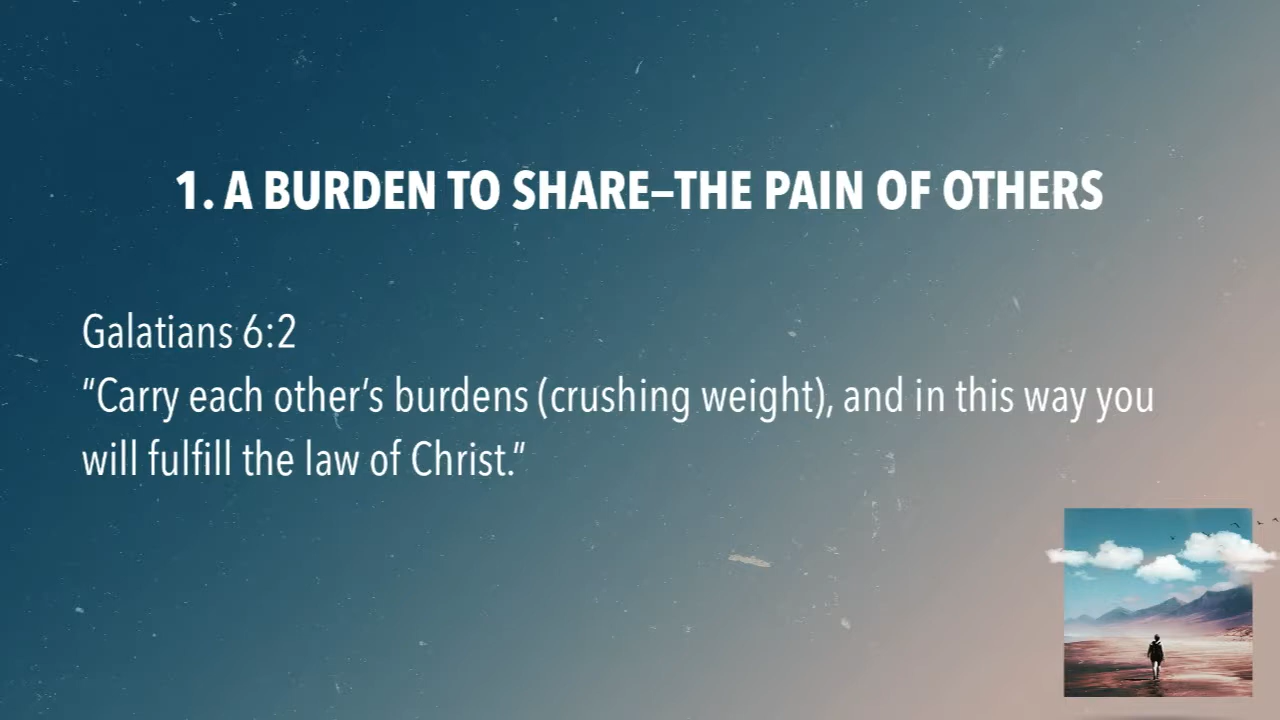 1. A BURDEN TO SHARE—THE PAIN OF OTHERS
Galatians 6:2
“Carry each other’s burdens (crushing weight), and in this way you
will fulfill the law of Christ.”